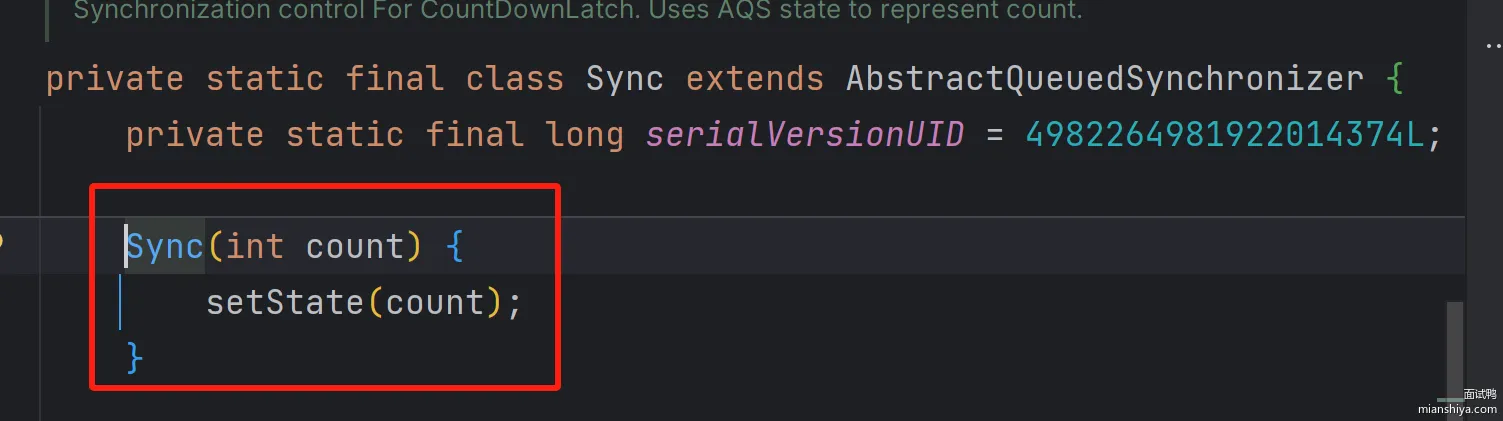 Synchronization control For CountDownLatch. Uses AQS state to represent count.
private static final class Sync extends AbstractQueuedSynchronizer {
private static final long serialVersionUID = 4982264981922014374L;
Sync(int count) {
setState(count);
}
面试鸭
mianshiya.com